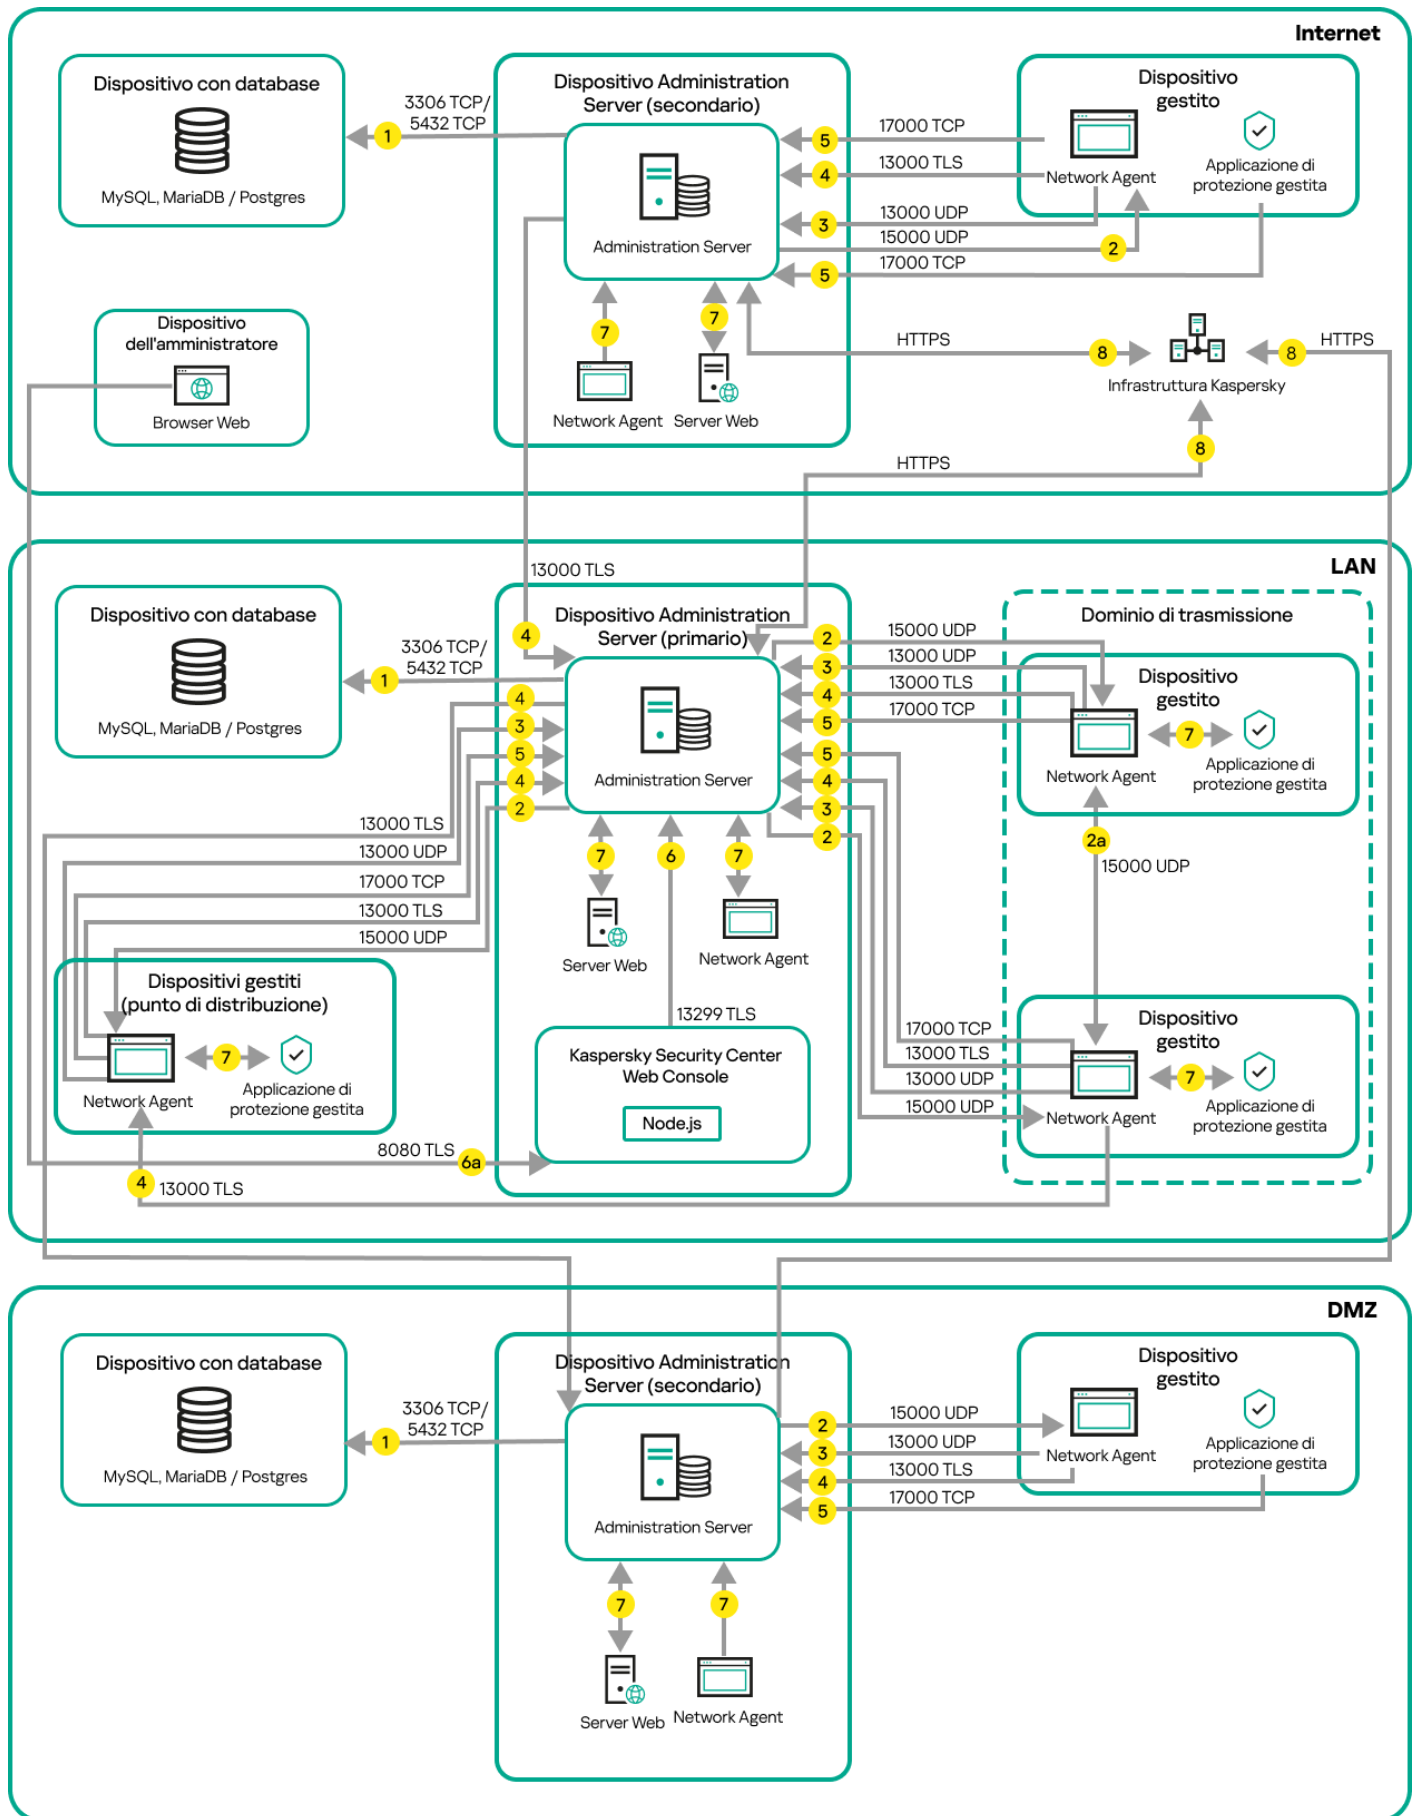 Internet
Dispositivo con database
MySQL, MariaDB / Postgres
3306 TCP/
5432 TCP
1
Dispositivo Administration
Server (secondario)
Administration Server
7
7
Network Agent
Server Web
Dispositivo
gestito
Network Agent
Applicazione di
protezione gestita
5
17000 TCP
4
13000 TLS
3
13000 UDP
15000 UDP
2
5
17000 TCP
Dispositivo
dell'amministratore
Browser Web
HTTPS
8
Infrastruttura Kaspersky
8
HTTPS
8
HTTPS
LAN
13000 TLS
4
Dispositivo con database
MySQL, MariaDB / Postgres
3306 TCP/
5432 TCP
1
Dispositivo Administration
Server (primario)
Administration Server
4
3
5
4
2
13000 TLS
13000 UDP
17000 TCP
13000 TLS
15000 UDP
2
15000 UDP
3
13000 UDP
4
13000 TLS
5
17000 TCP
5
4
3
2
Dominio di trasmissione
Dispositivo
gestito
7
Network Agent
Applicazione di
protezione gestita
2a
15000 UDP
7
6
7
Server Web
Network Agent
13299 TLS
Kaspersky Security Center
Web Console
Node.js
Dispositivi gestiti
(punto di distribuzione)
7
Network Agent
Applicazione di
protezione gestita
8080 TLS
6a
4
13000 TLS
17000 TCP
13000 TLS
13000 UDP
15000 UDP
Dispositivo
gestito
7
Network Agent
Applicazione di
protezione gestita
DMZ
Dispositivo con database
MySQL, MariaDB / Postgres
3306 TCP/
5432 TCP
1
Dispositivo Administration
Server (secondario)
Administration Server
2
15000 UDP
3
13000 UDP
4
13000 TLS
5
17000 TCP
Dispositivo
gestito
Network Agent
Applicazione di
protezione gestita
7
7
Server Web
Network Agent